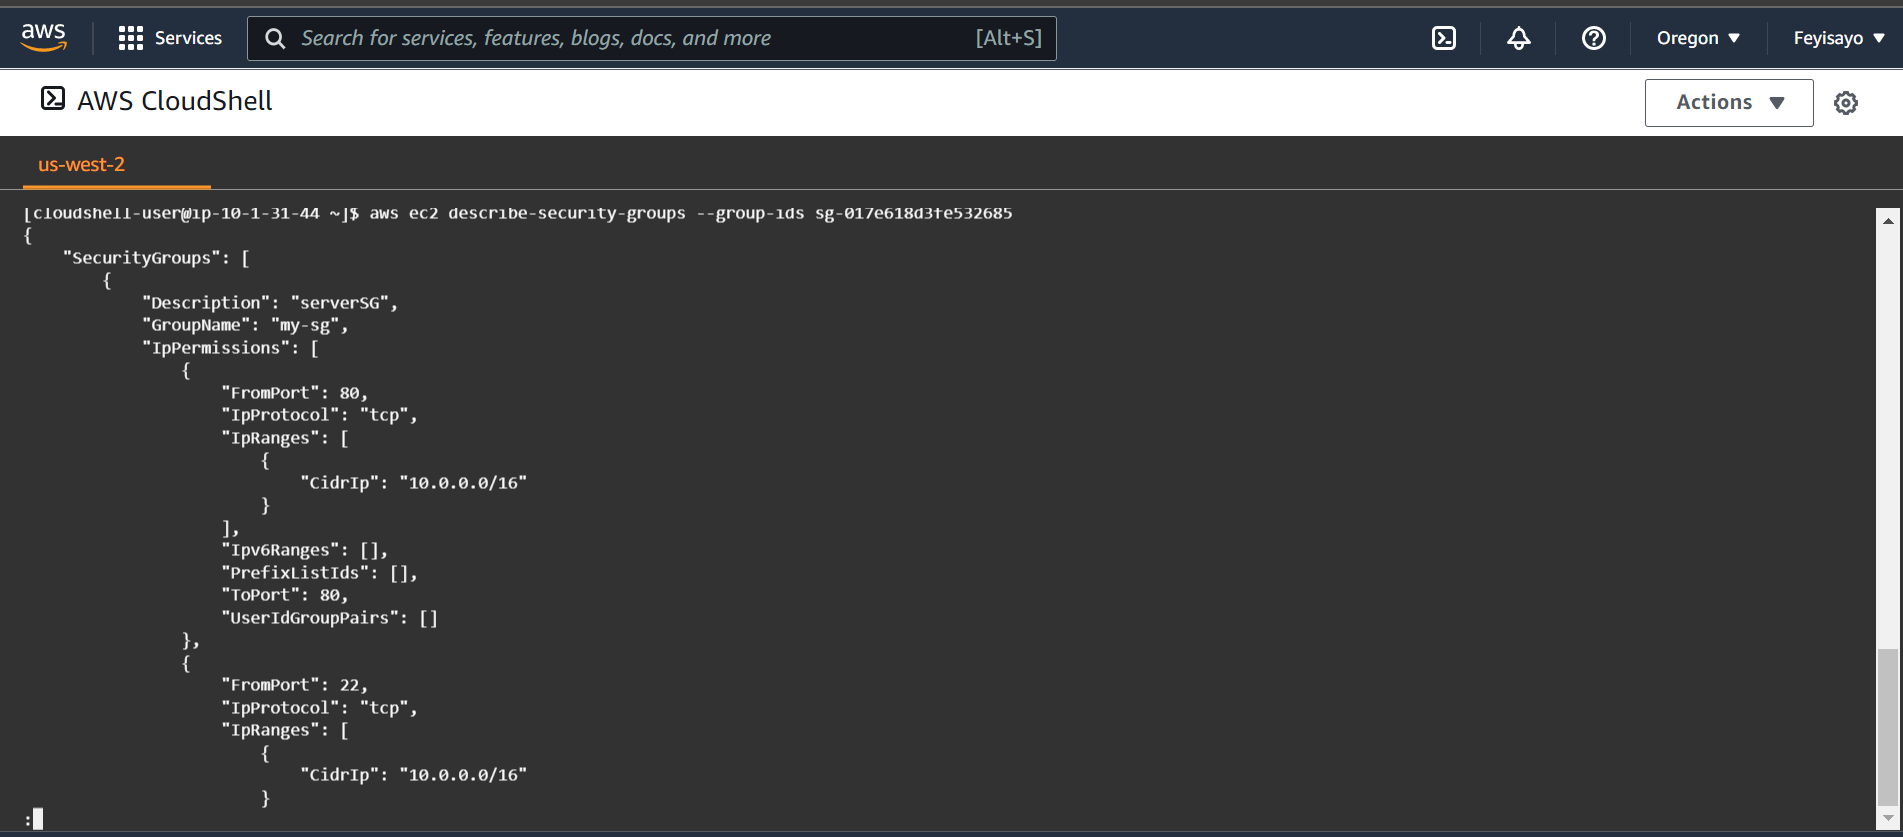 aws
Services
Search for services, features, blogs, docs, and more
[Alt+S]
Oregon
Feyisayo
AWS CloudShell
Actions
us-west-2
[cloudshell-user@ip-10-1-31-44 ~]$ aws ec2 describe-security-groups --group-ids sg-017e618d3fe532685
{
    "SecurityGroups": [
        {
            "Description": "serverSG",
            "GroupName": "my-sg",
            "IpPermissions": [
                {
                    "FromPort": 80,
                    "IpProtocol": "tcp",
                    "IpRanges": [
                        {
                            "CidrIp": "10.0.0.0/16"
                        }
                    ],
                    "Ipv6Ranges": [],
                    "PrefixListIds": [],
                    "ToPort": 80,
                    "UserIdGroupPairs": []
                },
                {
                    "FromPort": 22,
                    "IpProtocol": "tcp",
                    "IpRanges": [
                        {
                            "CidrIp": "10.0.0.0/16"
                        }
: